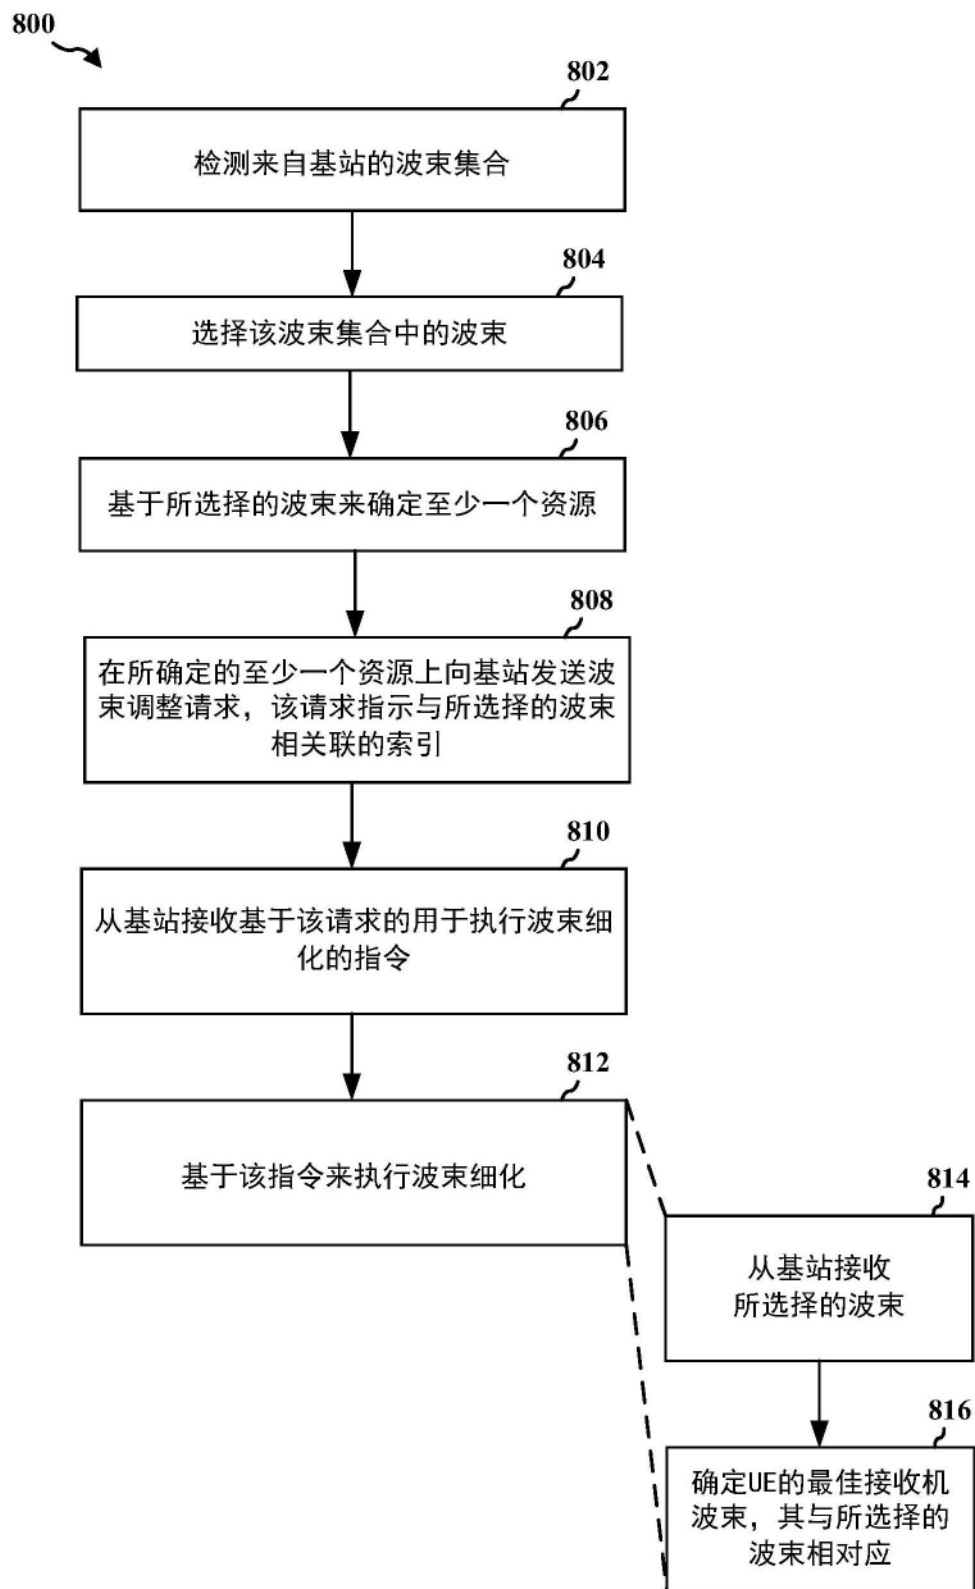 800
802
检测来自基站的波束集合
804
选择该波束集合中的波束
806
基于所选择的波束来确定至少一个资源
808
在所确定的至少一个资源上向基站发送波
束调整请求，该请求指示与所选择的波束
相关联的索引
810
从基站接收基于该请求的用于执行波束细
化的指令
812
基于该指令来执行波束细化
814
从基站接收
所选择的波束
816
确定UE的最佳接收机
波束，其与所选择的
波束相对应